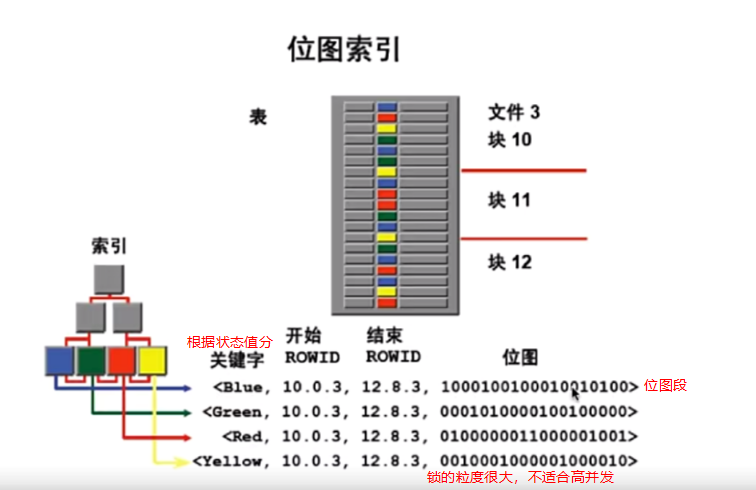 位图索引
表
文件 3
块 10
块 11
块 12
索引
根据状态值分
关键字
开始
ROWID
结束
ROWID
位图
<Blue, 10.0.3, 12.8.3, 1000100100010010100>
位图段
<Green, 10.0.3, 12.8.3, 0001010000100100000>
<Red, 10.0.3, 12.8.3, 0100000011000001001>
<Yellow, 10.0.3, 12.8.3, 0010001000001000010>
锁的粒度很大，不适合高并发